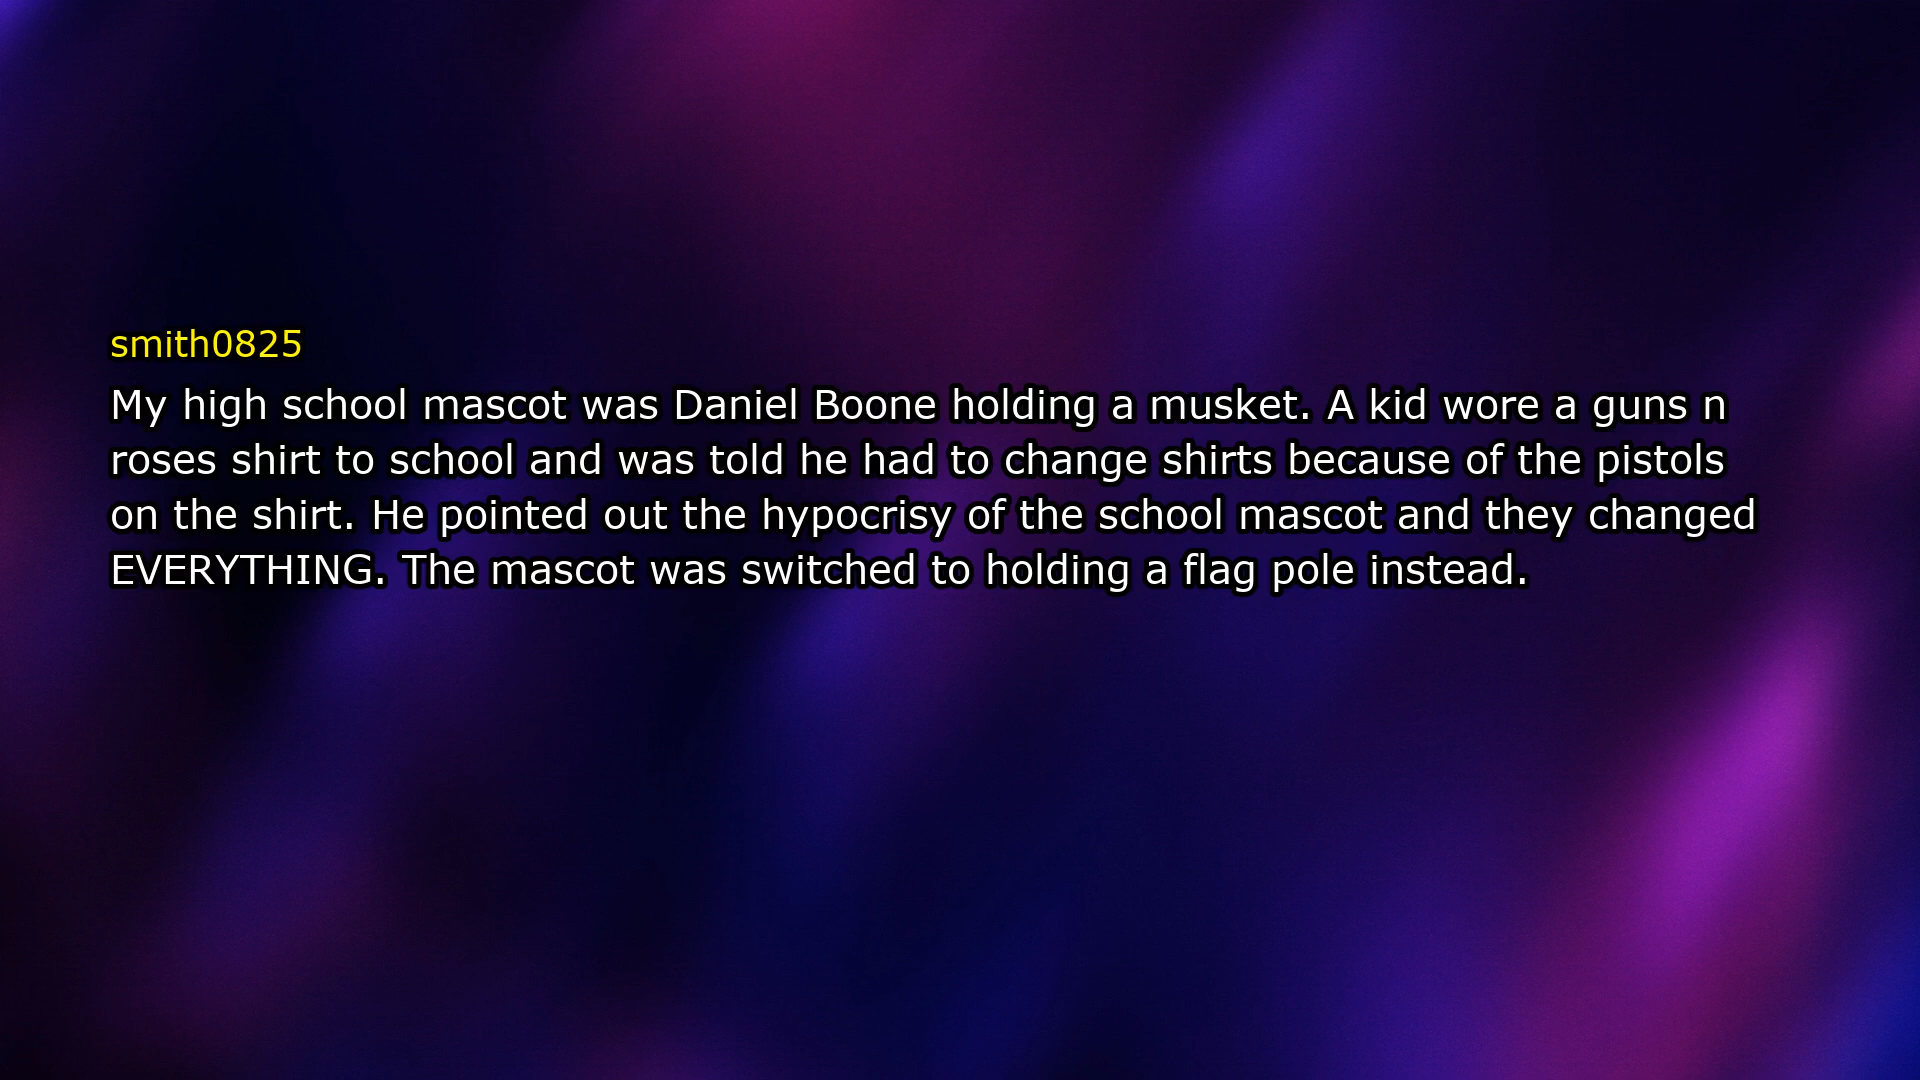 smith0825
My high school mascot was Daniel Boone holding a musket. A kid wore a guns n
roses shirt to school and was told he had to change shirts because of the pistols
on the shirt. He pointed out the hypocrisy of the school mascot and they changed
EVERYTHING. The mascot was switched to holding a flag pole instead.